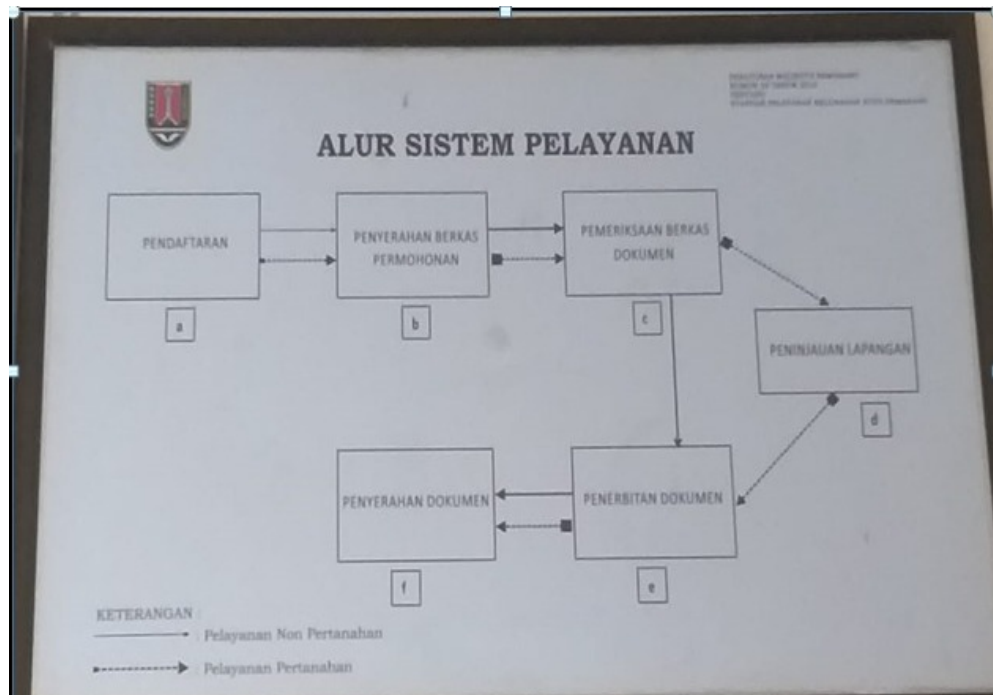 ALUR SISTEM PELAYANAN
PENDAFTARAN
PENYERAHAN BERKAS
PERMOHONAN
PEMERIKSAAN BERKAS
DOKUMEN
a
b
c
PENINJAUAN LAPANGAN
d
PENYERAHAN DOKUMEN
PENERBITAN DOKUMEN
f
e
KETERANGAN :
Pelayanan Non Pertanahan
: Pelayanan Pertanahan